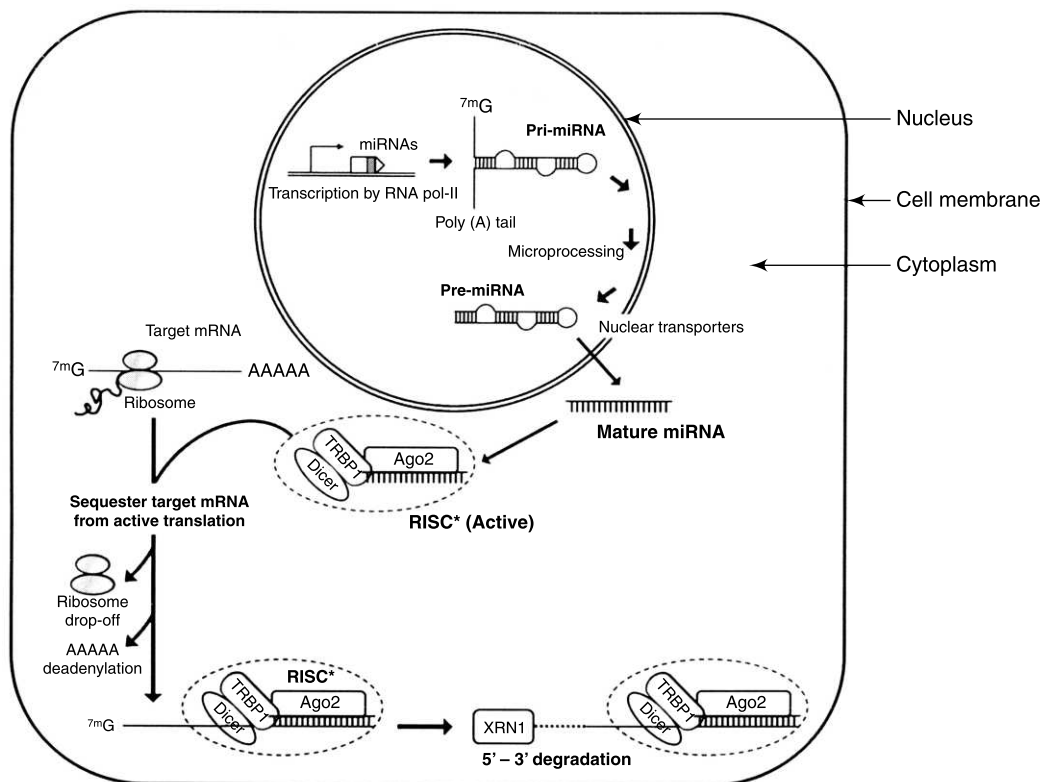 7mG
Pri-miRNA
miRNAs
Transcription by RNA pol-II
Poly (A) tail
Microprocessing
Pre-miRNA
Nuclear transporters
Nucleus
Cell membrane
Cytoplasm
Target mRNA
7mG
AAAAA
Ribosome
Mature miRNA
TRBP1
Ago2
Dicer
RISC* (Active)
Sequester target mRNA
from active translation
Ribosome
drop-off
AAAAA
deadenylation
RISC*
TRBP1
Ago2
Dicer
7mG
XRN1
5’ – 3’ degradation
TRBP1
Ago2
Dicer